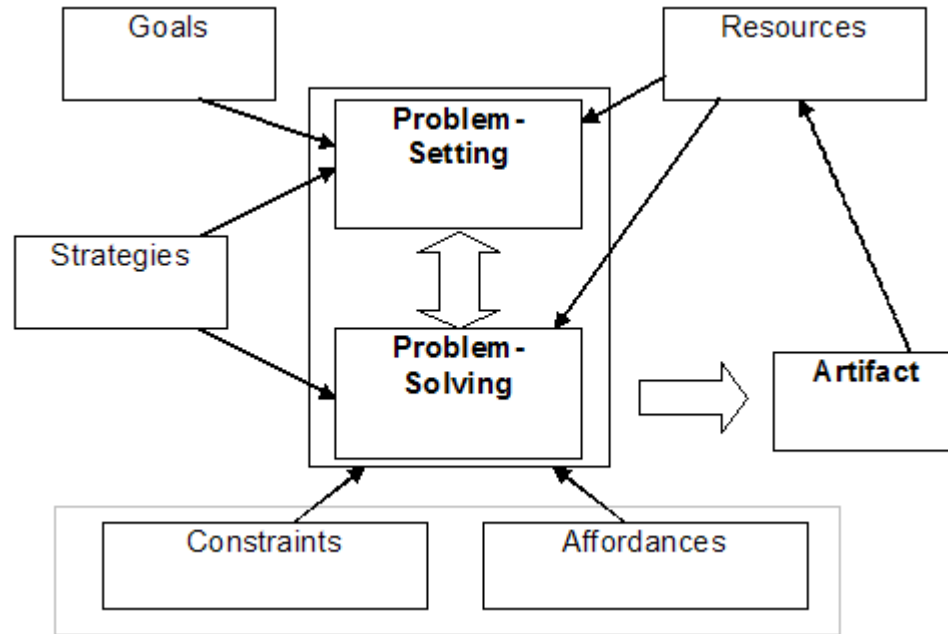 Goals
Resources
Problem-
Setting
Strategies
Problem-
Solving
Artifact
Constraints
Affordances